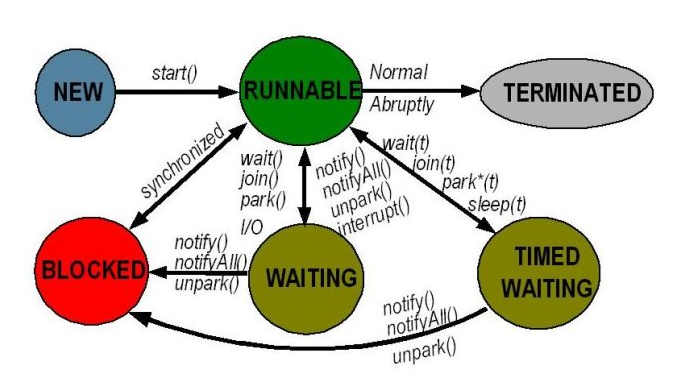 start()
NEW
RUNNABLE
Normal
Abruptly
TERMINATED
synchronized
wait()
join()
park()
I/O
notify()
notifyAll()
unpark()
interrupt()
wait(t)
join(t)
park*(t)
sleep(t)
BLOCKED
notify()
notifyAll()
unpark()
WAITING
TIMED
WAITING
notify()
notifyAll()
unpark()